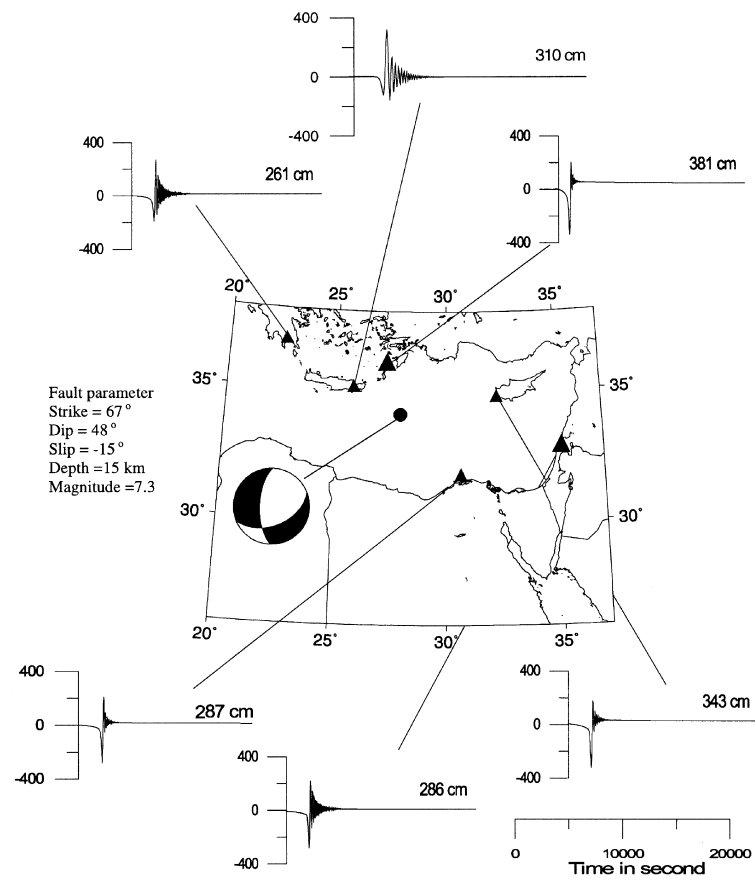 400
0
-400
310 cm
400
0
-400
261 cm
400
0
-400
381 cm
20° 25° 30° 35°
35° 35°
30° 30°
20° 25° 30° 35°
Fault parameter
Strike = 67°
Dip = 48°
Slip = -15°
Depth =15 km
Magnitude =7.3
400
0
-400
287 cm
400
0
-400
286 cm
400
0
-400
343 cm
0 10000 20000
Time in second